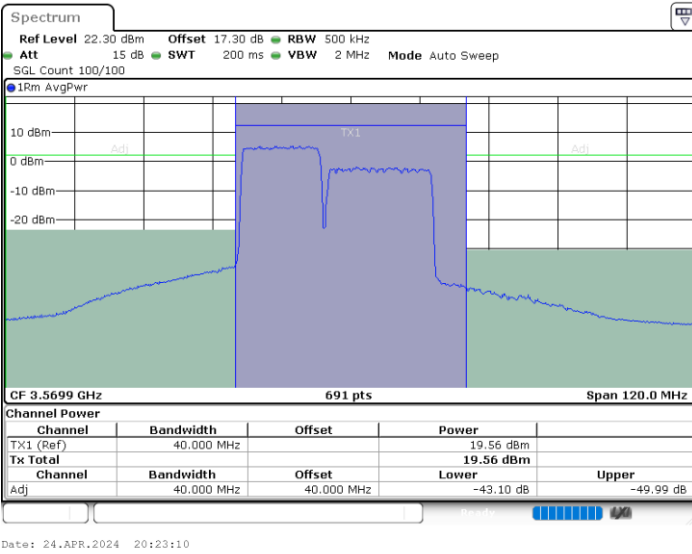 Spectrum
Ref Level 22.30 dBm Offset 17.30 dB RBW 500 kHz
Att 15 dB SWT 200 ms VBW 2 MHz Mode Auto Sweep
SGL Count 100/100
1Rm AvgPwr
10 dBm
TX1
Adj Adj
0 dBm
-10 dBm
-20 dBm
CF 3.5699 GHz 691 pts Span 120.0 MHz
Channel Power
Channel Bandwidth Offset Power
TX1 (Ref) 40.000 MHz 19.56 dBm
Tx Total 19.56 dBm
Channel Bandwidth Offset Lower Upper
Adj 40.000 MHz 40.000 MHz -43.10 dB -49.99 dB
Ready
Date: 24.APR.2024 20:23:10